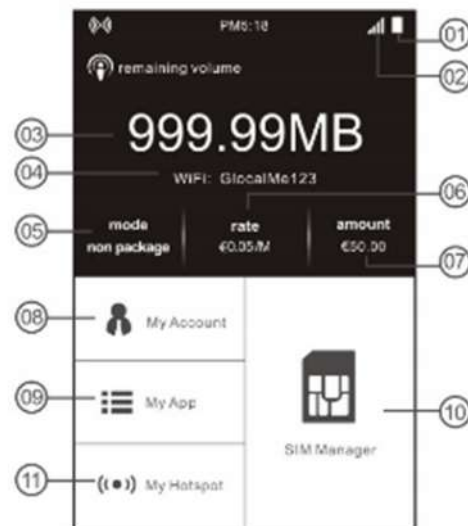 PM5:18
01
02
remaining volume
03
999.99MB
04
WIFI: GlocalMe123
05
06
mode
rate
amount
non package
€0.05/M
€50.00
07
08
My Account
09
My App
10
SIM Manager
11
My Hotspot